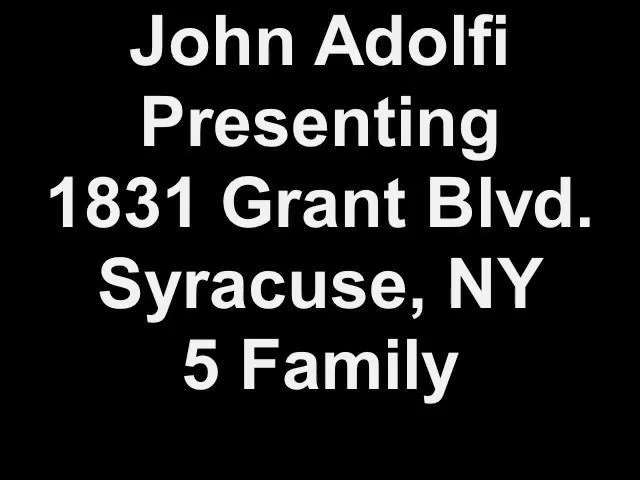 John Adolfi
Presenting
1831 Grant Blvd.
Syracuse, NY
5 Family